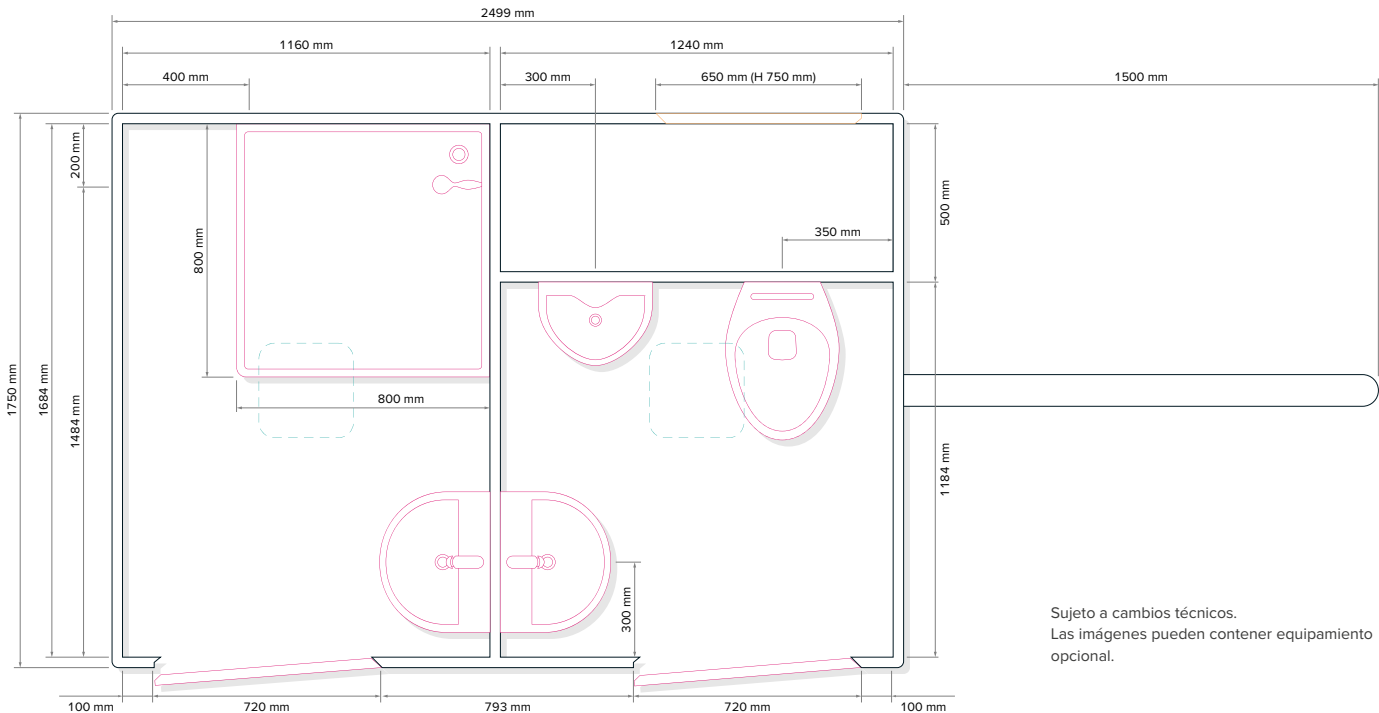 2499 mm
1160 mm
1240 mm
400 mm
300 mm
650 mm (H 750 mm)
1500 mm
200 mm
500 mm
350 mm
800 mm
1750 mm
1684 mm
1484 mm
800 mm
1184 mm
300 mm
Sujeto a cambios técnicos.
Las imágenes pueden contener equipamiento
opcional.
100 mm
720 mm
793 mm
720 mm
100 mm